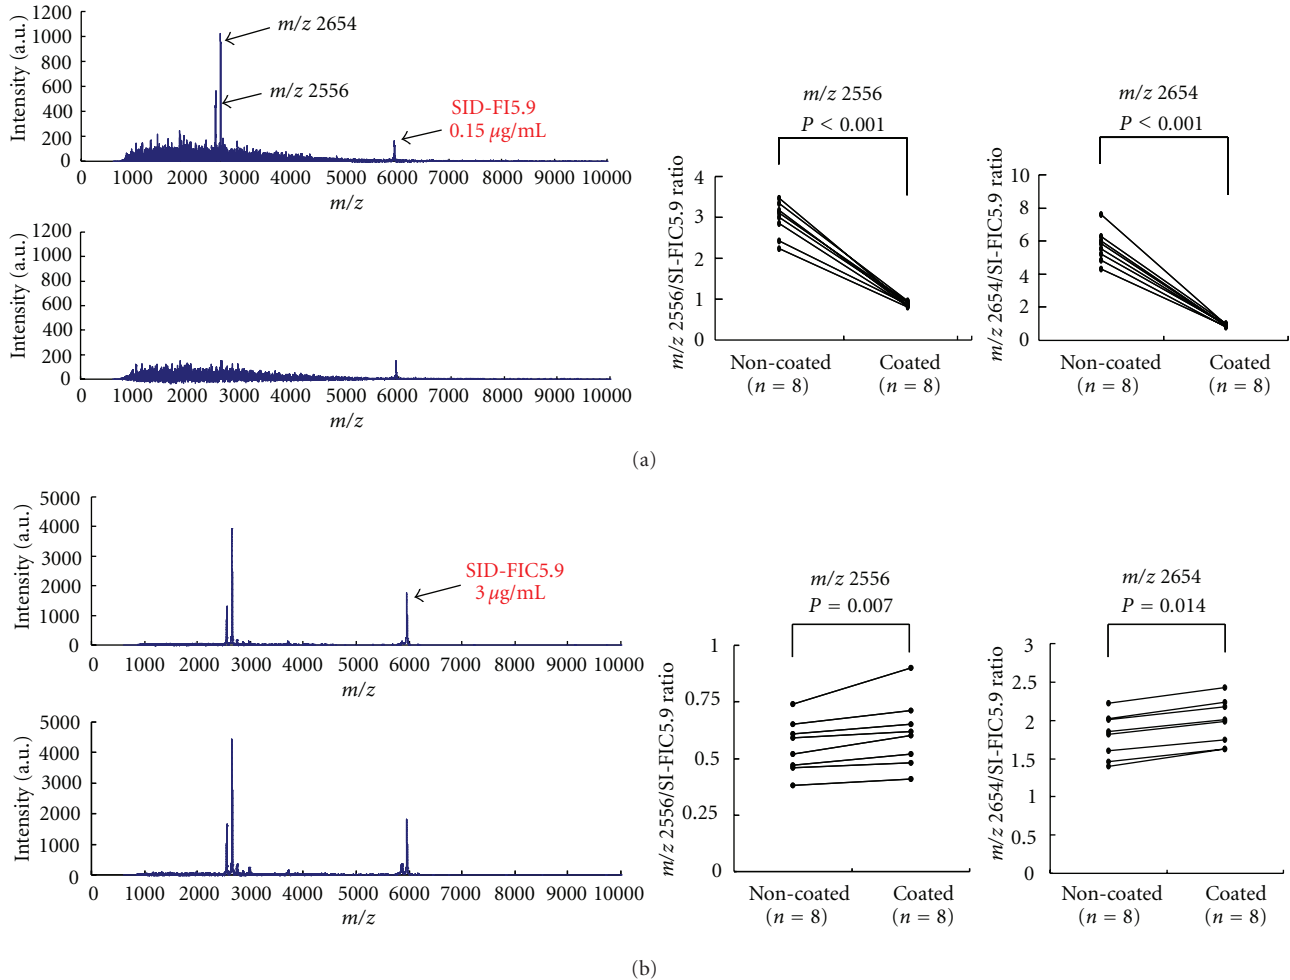 1200
1000
800
600
400
200
0
Intensity (a.u.)
m/z 2654
m/z 2556
SID-FI5.9
0.15 µg/mL
0 1000 2000 3000 4000 5000 6000 7000 8000 9000 10000
m/z
1200
1000
800
600
400
200
0
Intensity (a.u.)
0 1000 2000 3000 4000 5000 6000 7000 8000 9000 10000
m/z
m/z 2556
P < 0.001
4
3
2
1
0
m/z 2556/SI-FIC5.9 ratio
Non-coated Coated
(n = 8) (n = 8)
m/z 2654
P < 0.001
10
8
6
4
2
0
m/z 2654/SI-FIC5.9 ratio
Non-coated Coated
(n = 8) (n = 8)
(a)
5000
4000
3000
2000
1000
0
Intensity (a.u.)
SID-FIC5.9
3 µg/mL
0 1000 2000 3000 4000 5000 6000 7000 8000 9000 10000
m/z
5000
4000
3000
2000
1000
0
Intensity (a.u.)
0 1000 2000 3000 4000 5000 6000 7000 8000 9000 10000
m/z
m/z 2556
P = 0.007
1
0.75
0.5
0.25
0
m/z 2556/SI-FIC5.9 ratio
Non-coated Coated
(n = 8) (n = 8)
m/z 2654
P = 0.014
3
2.5
2
1.5
1
0.5
0
m/z 2654/SI-FIC5.9 ratio
Non-coated Coated
(n = 8) (n = 8)
(b)